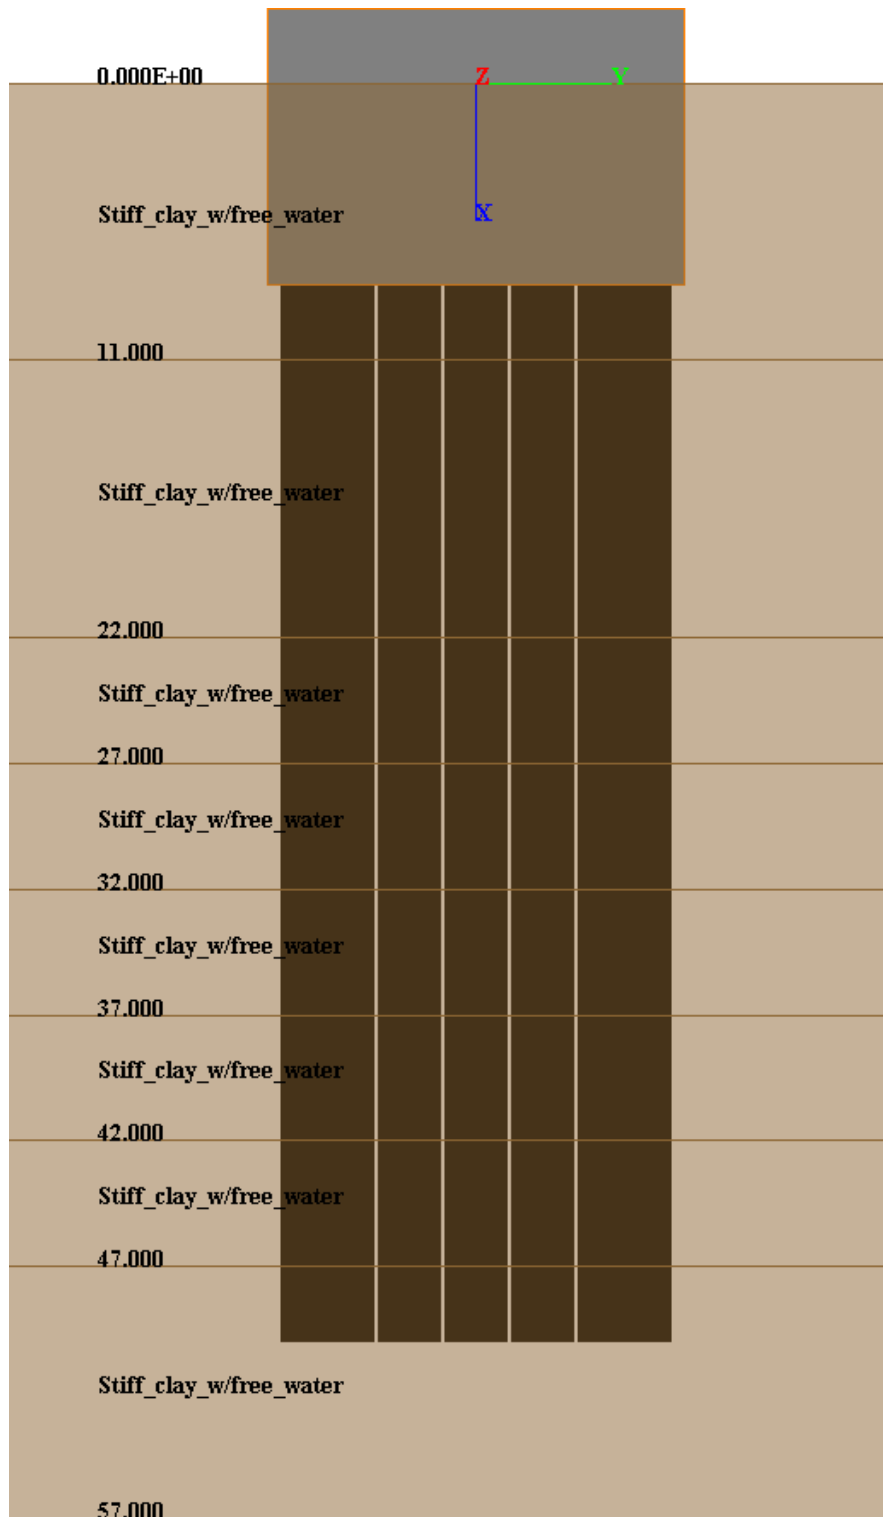 0.000E+00
Z
Y
Stiff_clay_w/free_water
X
11.000
Stiff_clay_w/free_water
22.000
Stiff_clay_w/free_water
27.000
Stiff_clay_w/free_water
32.000
Stiff_clay_w/free_water
37.000
Stiff_clay_w/free_water
42.000
Stiff_clay_w/free_water
47.000
Stiff_clay_w/free_water
57.000